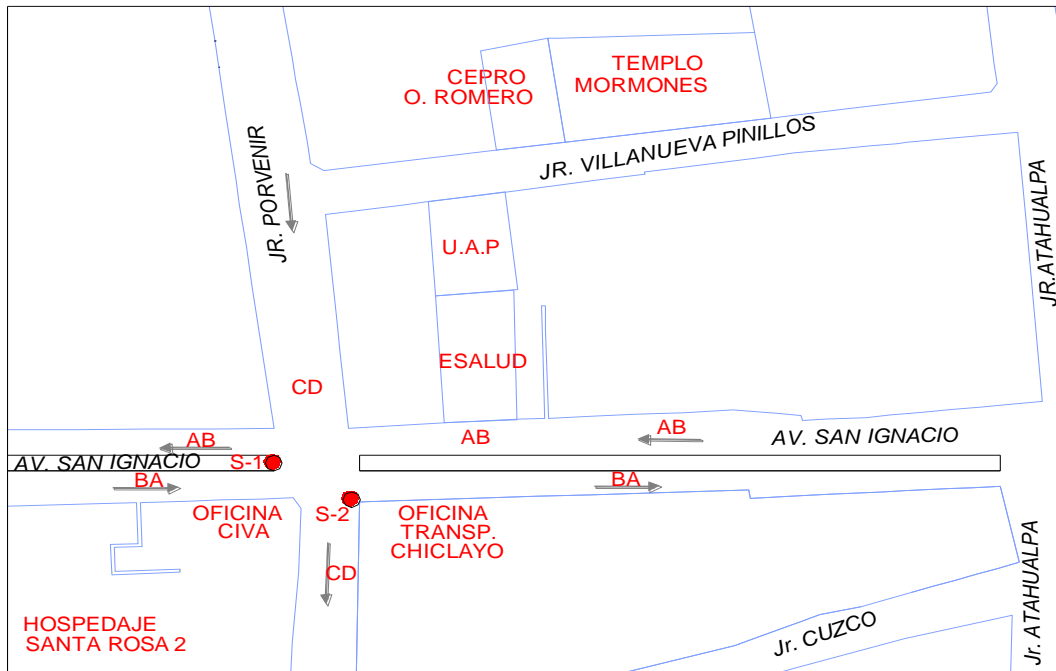 CEPRO
O. ROMERO
TEMPLO
MORMONES
JR. VILLANUEVA PINILLOS
JR. PORVENIR
JR.ATAHUALPA
U.A.P
ESALUD
CD
AB
AB
AB
AV. SAN IGNACIO
AV. SAN IGNACIO
S-1
BA
BA
OFICINA
CIVA
S-2
OFICINA
TRANSP.
CHICLAYO
CD
HOSPEDAJE
SANTA ROSA 2
Jr. CUZCO
Jr. ATAHUALPA